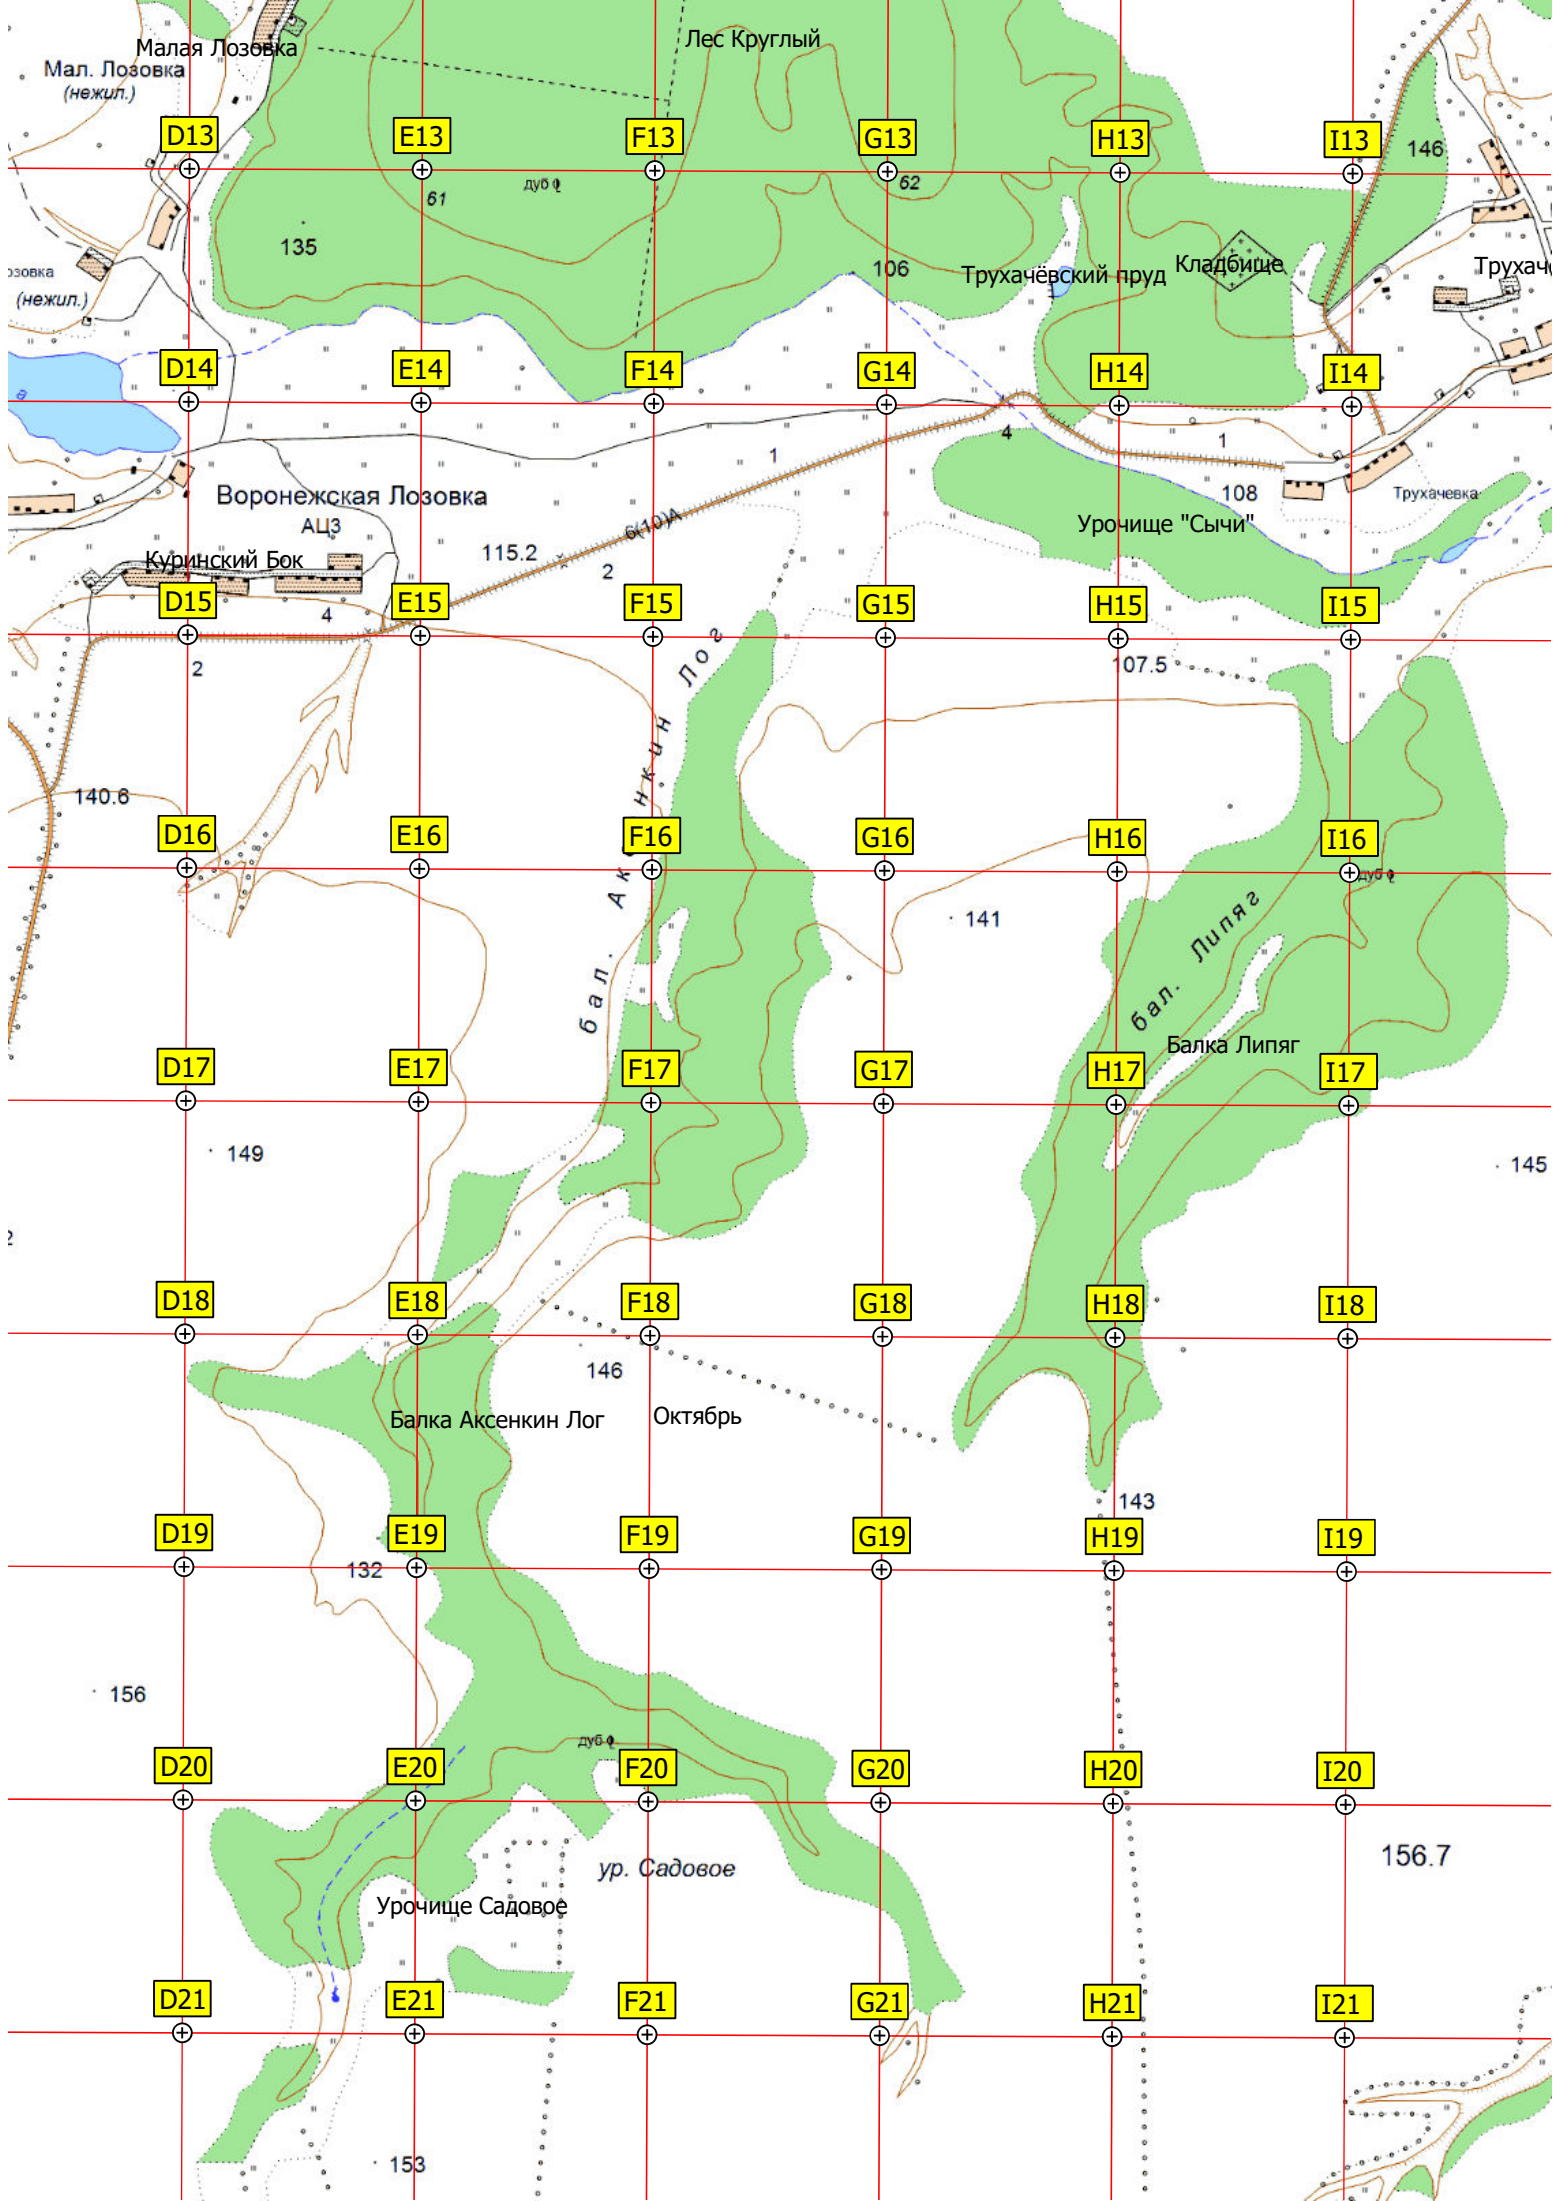 Малая Лозовка
Лес Круглый
Мал. Лозовка
(нежил.)
D13
E13
F13
G13
H13
I13
146
дуб
61
62
135
106
Трухачёвский пруд
Кладбище
Трухач
озовка
(нежил.)
D14
E14
F14
G14
H14
I14
4
1
1
Воронежская Лозовка
АЦЗ
108
Трухачевка
Урочище "Сычи"
6(10)А
115.2
2
Куринский Бок
D15
E15
F15
G15
H15
I15
4
2
107.5
140.6
бал. Аксенкин Лог
D16
E16
F16
G16
H16
I16
дуб
141
бал. Липяг
Балка Липяг
D17
E17
F17
G17
H17
I17
149
145
D18
E18
F18
G18
H18
I18
146
Балка Аксенкин Лог
Октябрь
143
D19
E19
F19
G19
H19
I19
132
156
дуб
D20
E20
F20
G20
H20
I20
156.7
ур. Садовое
Урочище Садовое
D21
E21
F21
G21
H21
I21
153